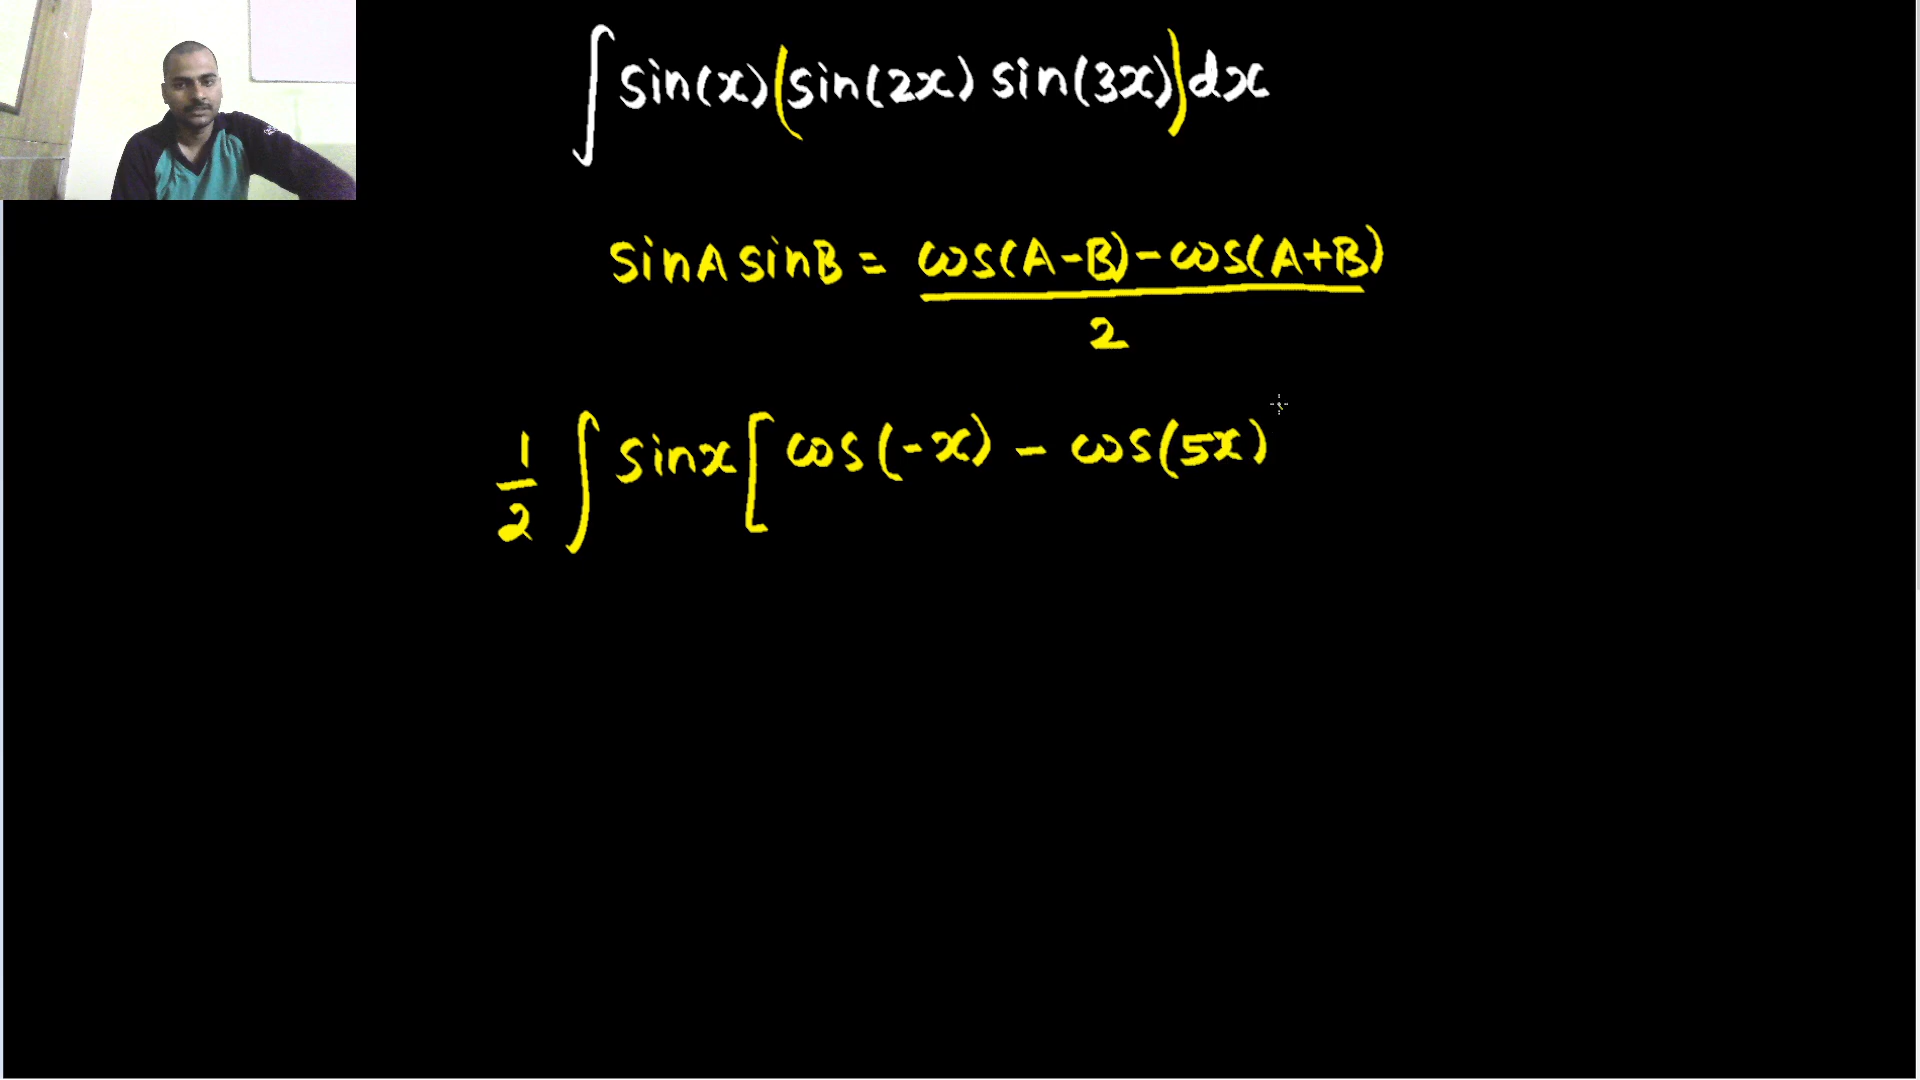 ∫ sin(x)(sin(2x) sin(3x))dx
sinA sinB = cos(A-B)-cos(A+B)
2
1/2 ∫ sinx[cos(-x) - cos(5x)